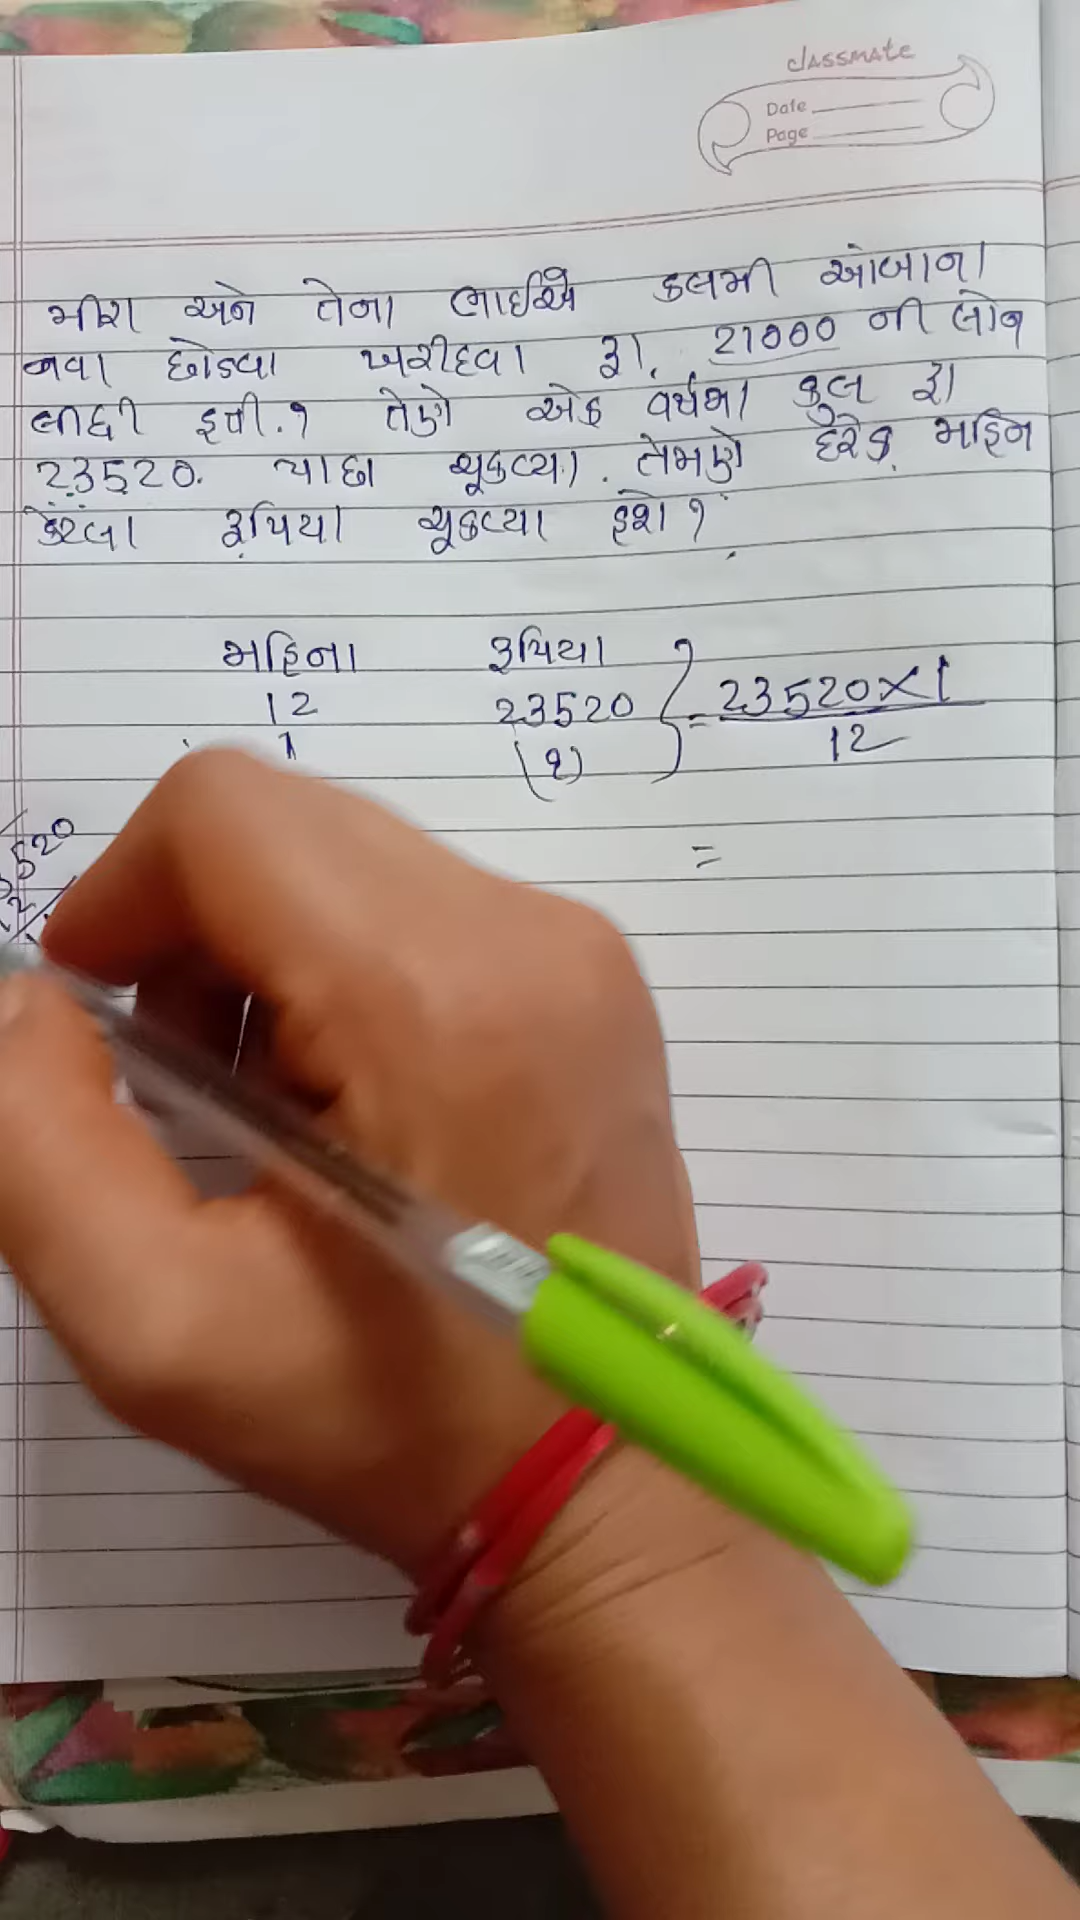 classmate
Date
Page
મીરા અને તેના ભાઈએ કલમી આંબાના
નવા છોડવા ખરીદવા રૂા. 21000 ની લોન
લીધી હતી. ? તેણે એક વર્ષમાં કુલ રૂા
23520. પાછા ચૂકવ્યા. તેમણે દરેક મહિને
કેટલા રૂપિયા ચૂકવ્યા હશે ?
મહિના રૂપિયા
12 23520 = 23520×1
1 (?) 12
520
=